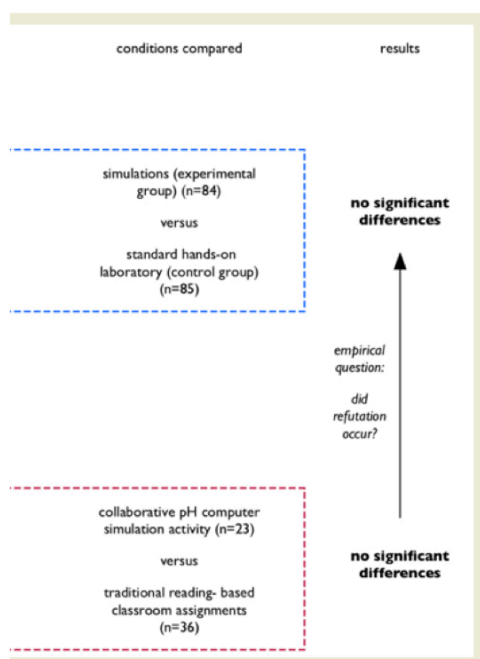 conditions compared
results
simulations (experimental
group) (n=84)
versus
standard hands-on
laboratory (control group)
(n=85)
no significant
differences
empirical
question:
did
refutation
occur?
collaborative pH computer
simulation activity (n=23)
versus
traditional reading- based
classroom assignments
(n=36)
no significant
differences